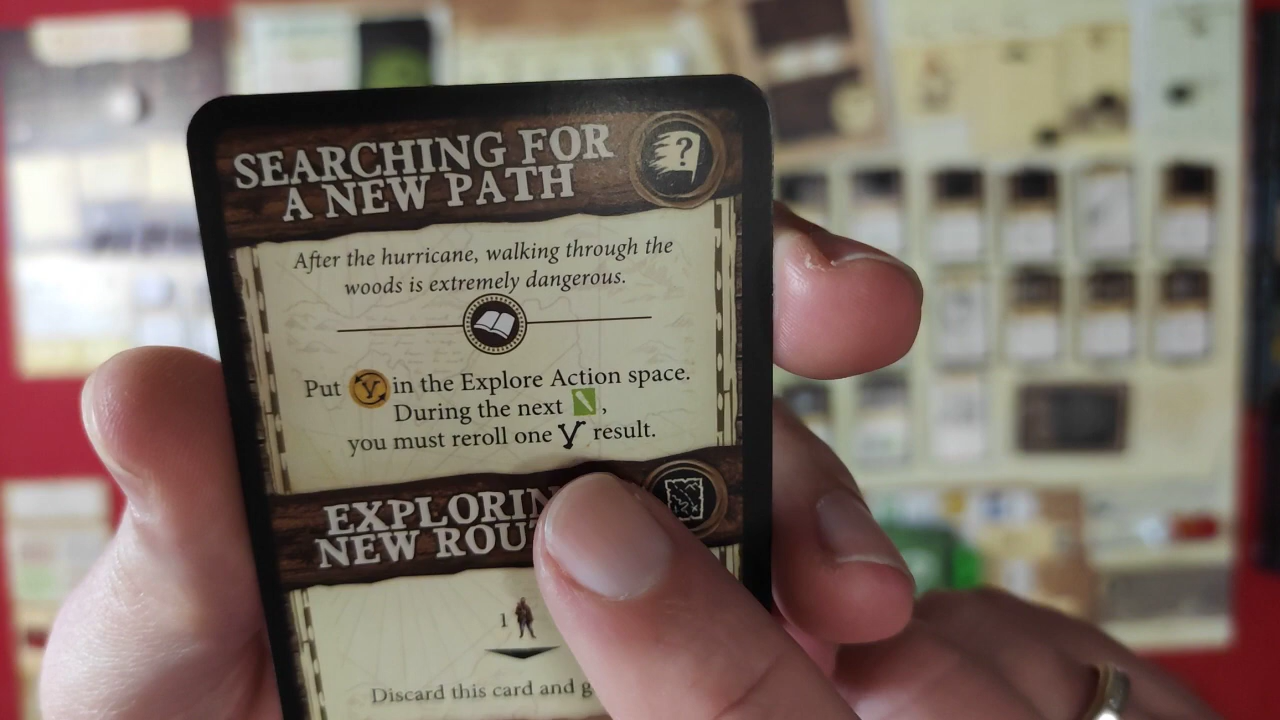 SEARCHING FOR
A NEW PATH
?
After the hurricane, walking through the
woods is extremely dangerous.
Put in the Explore Action space.
During the next ,
you must reroll one result.
EXPLORIN
NEW ROU
1
Discard this card and g